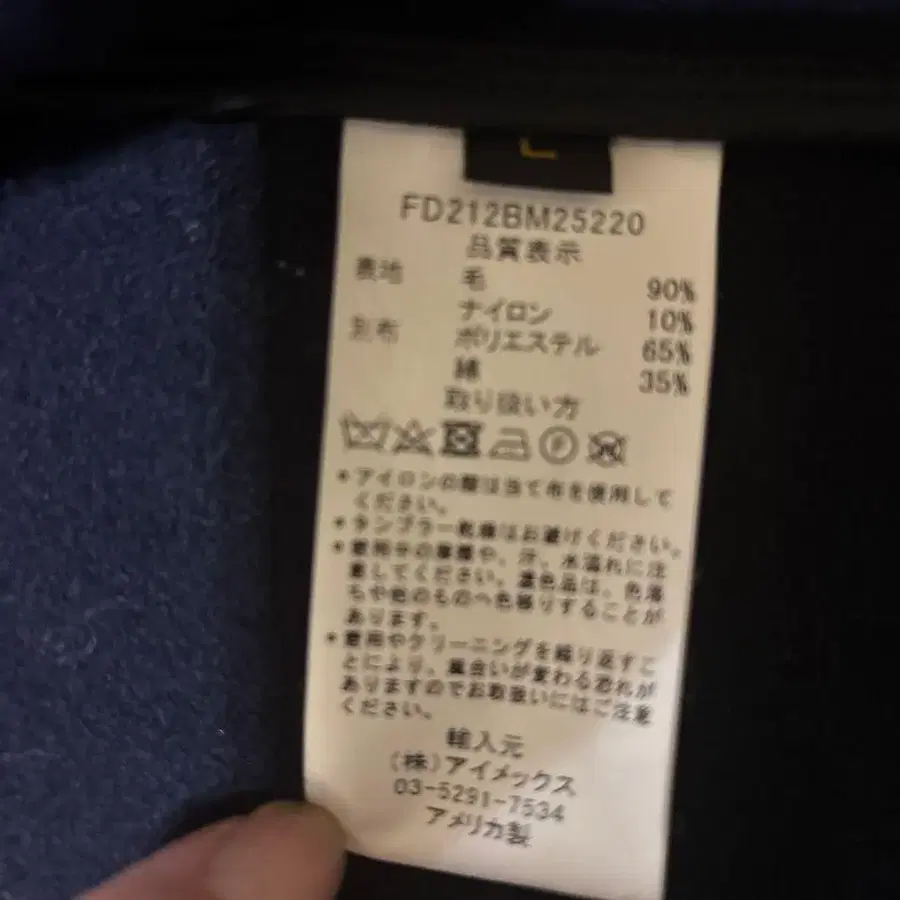 L
FD212BM25220
品質表示
表地 毛 90%
ナイロン 10%
別布 ポリエステル 65%
綿 35%
取り扱い方
*アイロンの際は当て布を使用して
ください。
*タンブラー乾燥はお避けください。
*着用中の摩擦や、汗、水濡れに注
意してください。濃色品は、色落
ちや他のものへ色移りすることが
あります。
*着用やクリーニングを繰り返すこ
とにより、風合いが変わる恐れが
ありますのでお取扱いにはご注意
ください。
輸入元
(株)アイメックス
03-5291-7534
アメリカ製